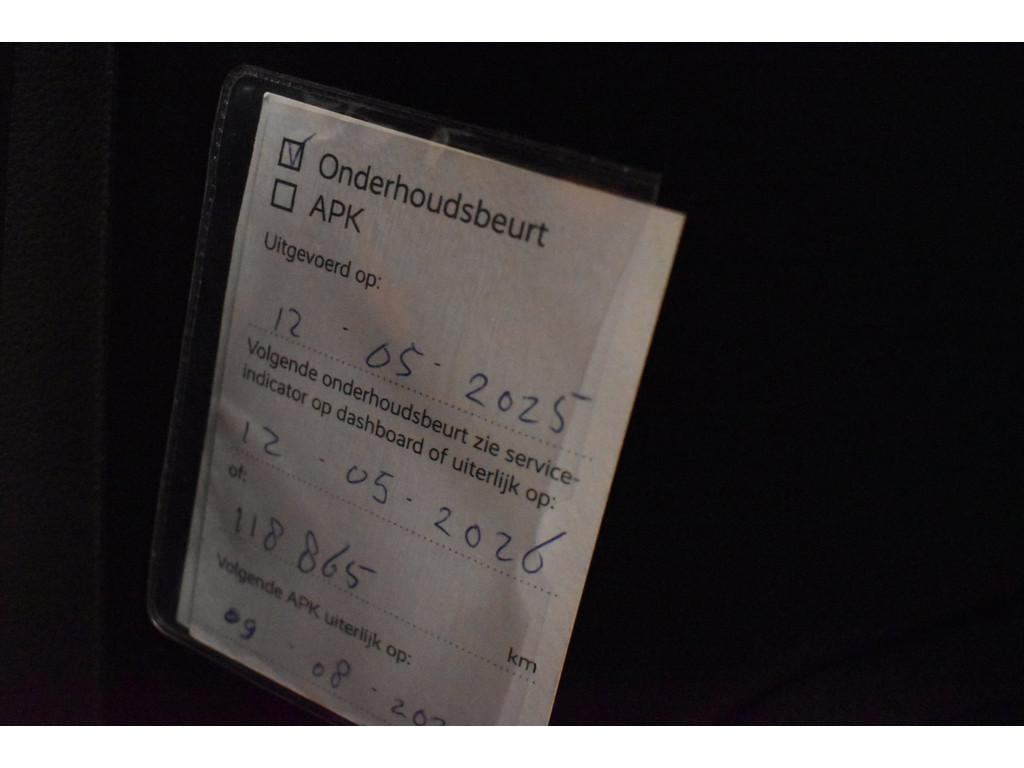 Onderhoudsbeurt
APK
Uitgevoerd op:
12 - 05 - 2025
Volgende onderhoudsbeurt zie service-
indicator op dashboard of uiterlijk op:
12 - 05 - 2026
of:
118 865
km
Volgende APK uiterlijk op:
09 - 08 -